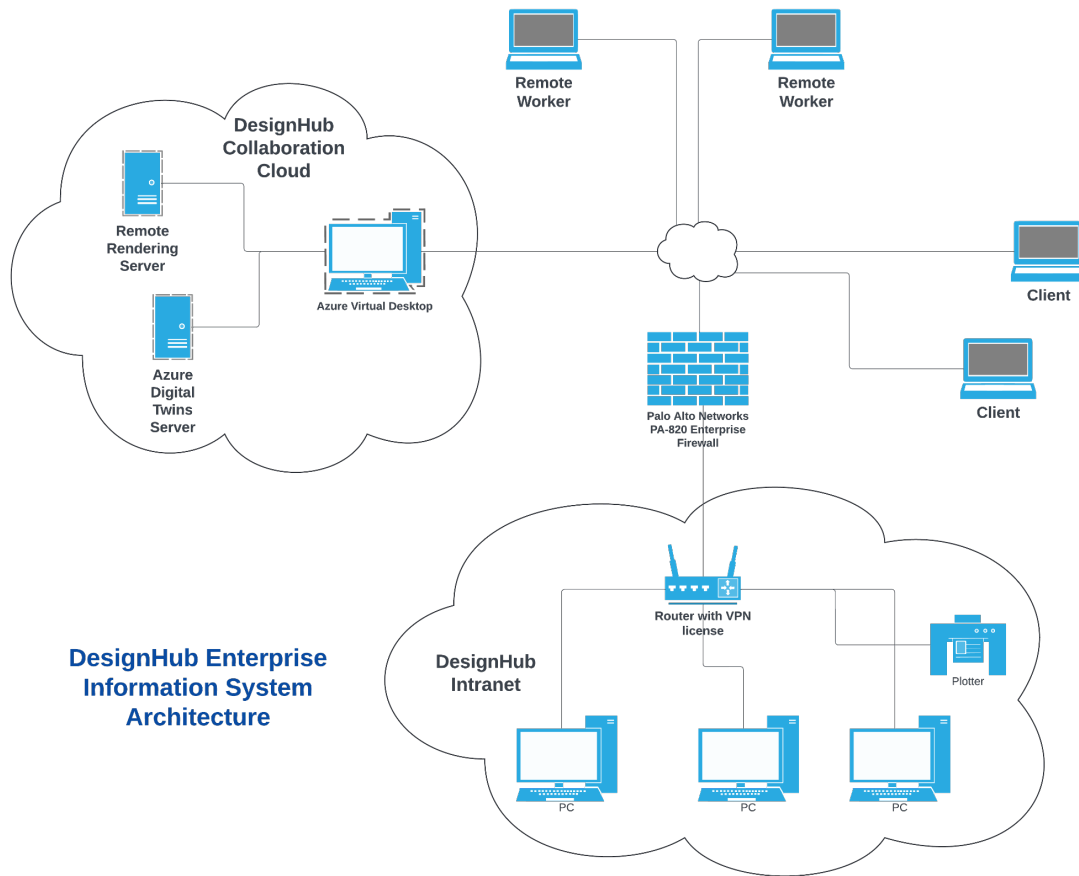 Remote
Worker
Remote
Worker
DesignHub
Collaboration
Cloud
Remote
Rendering
Server
Azure Virtual Desktop
Azure
Digital
Twins
Server
Client
Client
Palo Alto Networks
PA-820 Enterprise
Firewall
Router with VPN
license
DesignHub
Intranet
Plotter
PC
PC
PC
DesignHub Enterprise
Information System
Architecture